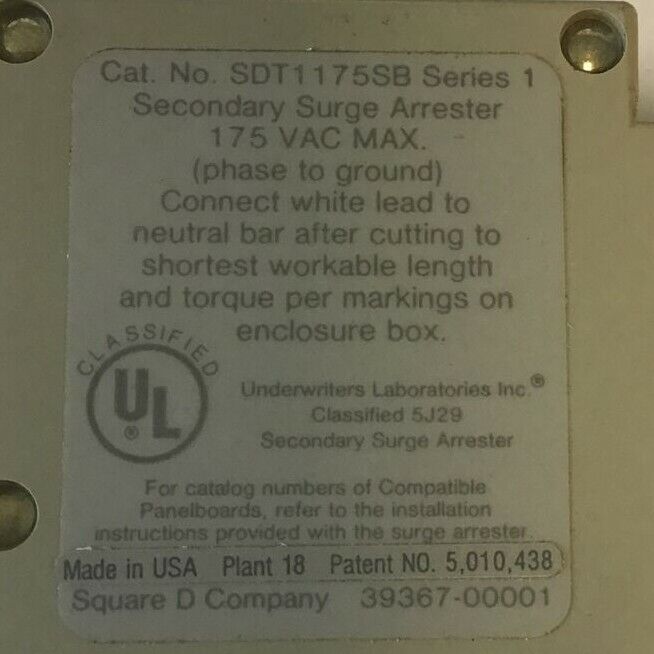 Cat. No. SDT1175SB Series 1
Secondary Surge Arrester
175 VAC MAX.
(phase to ground)
Connect white lead to
neutral bar after cutting to
shortest workable length
and torque per markings on
enclosure box.
CLASSIFIED
UL®
Underwriters Laboratories Inc.®
Classified 5J29
Secondary Surge Arrester
For catalog numbers of Compatible
Panelboards, refer to the installation
instructions provided with the surge arrester.
Made in USA Plant 18 Patent NO. 5,010,438
Square D Company 39367-00001